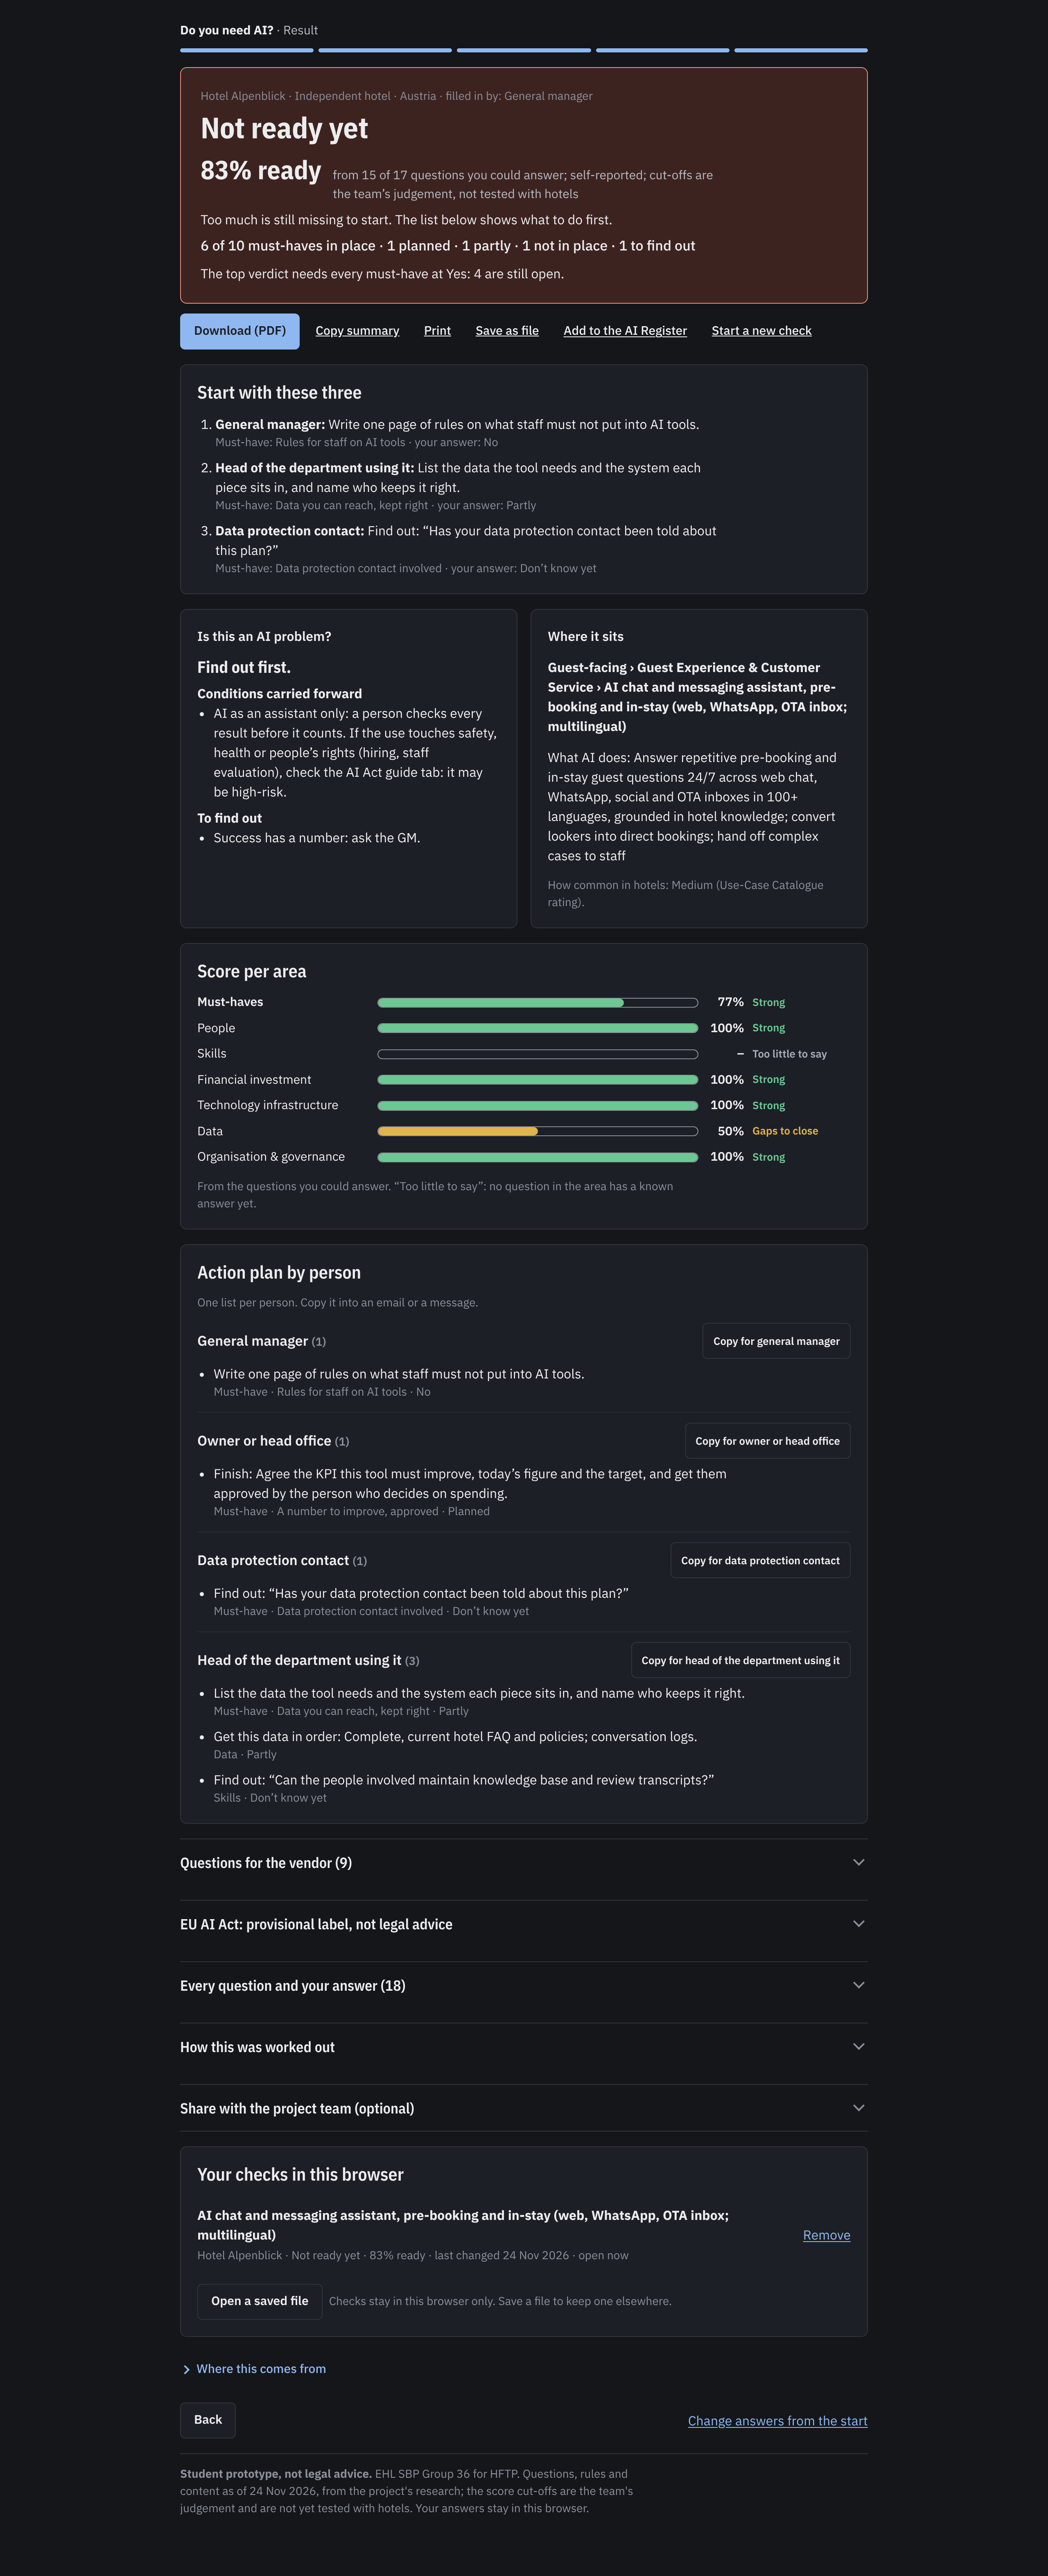 Do you need AI? · Result
Hotel Alpenblick · Independent hotel · Austria · filled in by: General manager
Not ready yet
83% ready from 15 of 17 questions you could answer; self-reported; cut-offs are
the team’s judgement, not tested with hotels
Too much is still missing to start. The list below shows what to do first.
6 of 10 must-haves in place · 1 planned · 1 partly · 1 not in place · 1 to find out
The top verdict needs every must-have at Yes: 4 are still open.
Download (PDF) Copy summary Print Save as file Add to the AI Register Start a new check
Start with these three
1. General manager: Write one page of rules on what staff must not put into AI tools.
Must-have: Rules for staff on AI tools · your answer: No
2. Head of the department using it: List the data the tool needs and the system each
piece sits in, and name who keeps it right.
Must-have: Data you can reach, kept right · your answer: Partly
3. Data protection contact: Find out: “Has your data protection contact been told about
this plan?”
Must-have: Data protection contact involved · your answer: Don’t know yet
Is this an AI problem?
Find out first.
Conditions carried forward
• AI as an assistant only: a person checks every
result before it counts. If the use touches safety,
health or people’s rights (hiring, staff
evaluation), check the AI Act guide tab: it may
be high-risk.
To find out
• Success has a number: ask the GM.
Where it sits
Guest-facing › Guest Experience & Customer
Service › AI chat and messaging assistant, pre-
booking and in-stay (web, WhatsApp, OTA inbox;
multilingual)
What AI does: Answer repetitive pre-booking and
in-stay guest questions 24/7 across web chat,
WhatsApp, social and OTA inboxes in 100+
languages, grounded in hotel knowledge; convert
lookers into direct bookings; hand off complex
cases to staff
How common in hotels: Medium (Use-Case Catalogue
rating).
Score per area
Must-haves 77% Strong
People 100% Strong
Skills – Too little to say
Financial investment 100% Strong
Technology infrastructure 100% Strong
Data 50% Gaps to close
Organisation & governance 100% Strong
From the questions you could answer. “Too little to say”: no question in the area has a known
answer yet.
Action plan by person
One list per person. Copy it into an email or a message.
General manager (1) Copy for general manager
• Write one page of rules on what staff must not put into AI tools.
Must-have · Rules for staff on AI tools · No
Owner or head office (1) Copy for owner or head office
• Finish: Agree the KPI this tool must improve, today’s figure and the target, and get them
approved by the person who decides on spending.
Must-have · A number to improve, approved · Planned
Data protection contact (1) Copy for data protection contact
• Find out: “Has your data protection contact been told about this plan?”
Must-have · Data protection contact involved · Don’t know yet
Head of the department using it (3) Copy for head of the department using it
• List the data the tool needs and the system each piece sits in, and name who keeps it right.
Must-have · Data you can reach, kept right · Partly
• Get this data in order: Complete, current hotel FAQ and policies; conversation logs.
Data · Partly
• Find out: “Can the people involved maintain knowledge base and review transcripts?”
Skills · Don’t know yet
Questions for the vendor (9)
EU AI Act: provisional label, not legal advice
Every question and your answer (18)
How this was worked out
Share with the project team (optional)
Your checks in this browser
AI chat and messaging assistant, pre-booking and in-stay (web, WhatsApp, OTA inbox;
multilingual)
Remove
Hotel Alpenblick · Not ready yet · 83% ready · last changed 24 Nov 2026 · open now
Open a saved file Checks stay in this browser only. Save a file to keep one elsewhere.
Where this comes from
Back Change answers from the start
Student prototype, not legal advice. EHL SBP Group 36 for HFTP. Questions, rules and
content as of 24 Nov 2026, from the project's research; the score cut-offs are the team's
judgement and are not yet tested with hotels. Your answers stay in this browser.